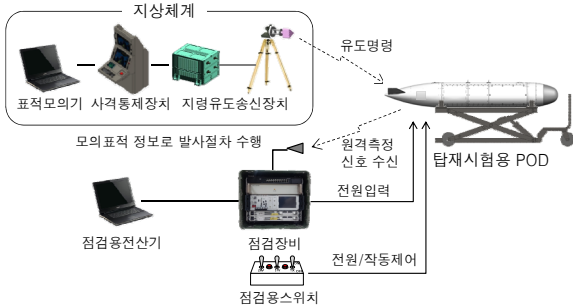 지상체계
표적모의기 사격통제장치 지령유도송신장치
유도명령
모의표적 정보로 발사절차 수행
원격측정
신호 수신
탑재시험용 POD
전원입력
점검용전산기
점검장비
전원/작동제어
점검용스위치